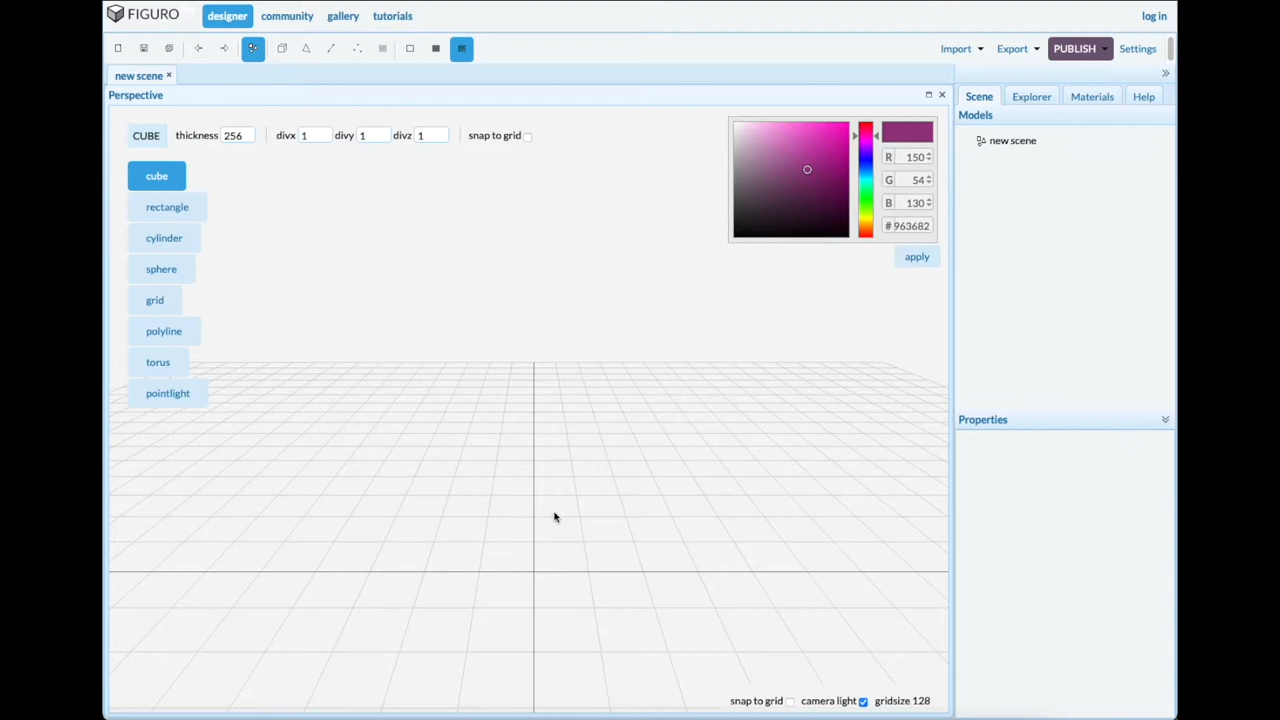 FIGURO designer community gallery tutorials log in
Import Export PUBLISH Settings
new scene ×
Perspective
CUBE thickness 256 divx 1 divy 1 divz 1 snap to grid
cube
rectangle
cylinder
sphere
grid
polyline
torus
pointlight
R 150
G 54
B 130
# 963682
apply
snap to grid camera light gridsize 128
Scene Explorer Materials Help
Models
new scene
Properties